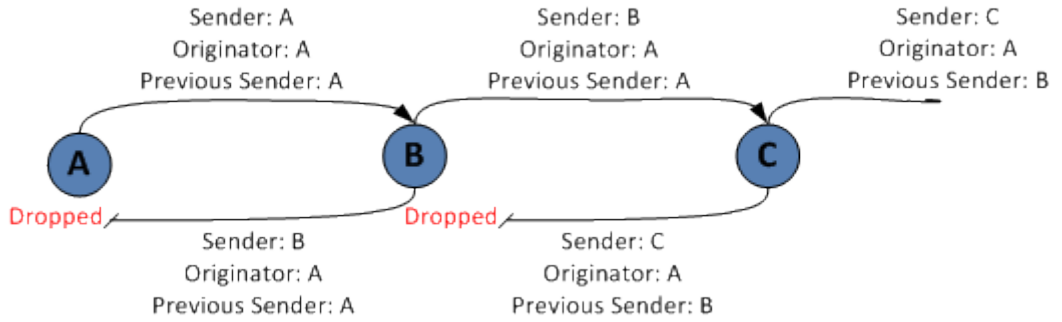 Sender: A
Originator: A
Previous Sender: A
Sender: B
Originator: A
Previous Sender: A
Sender: C
Originator: A
Previous Sender: B
A
B
C
Dropped
Dropped
Sender: B
Originator: A
Previous Sender: A
Sender: C
Originator: A
Previous Sender: B